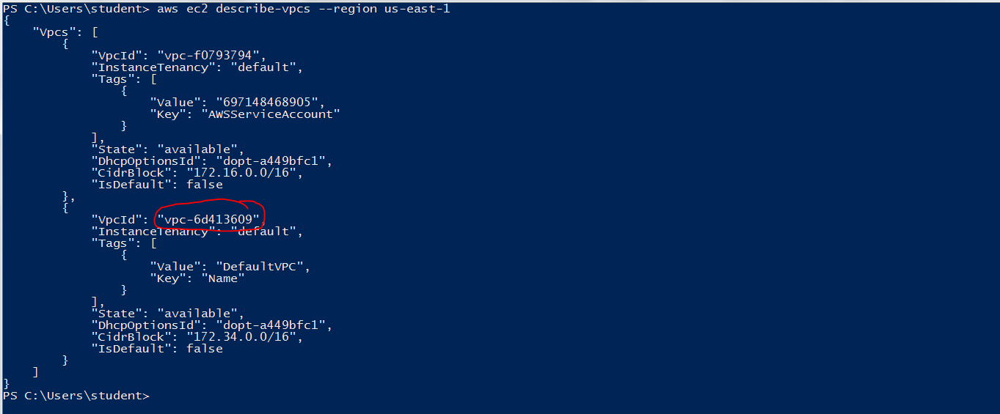 PS C:\Users\student> aws ec2 describe-vpcs --region us-east-1
{
    "Vpcs": [
        {
            "VpcId": "vpc-f0793794",
            "InstanceTenancy": "default",
            "Tags": [
                {
                    "Value": "697148468905",
                    "Key": "AWSServiceAccount"
                }
            ],
            "State": "available",
            "DhcpOptionsId": "dopt-a449bfc1",
            "CidrBlock": "172.16.0.0/16",
            "IsDefault": false
        },
        {
            "VpcId": "vpc-6d413609",
            "InstanceTenancy": "default",
            "Tags": [
                {
                    "Value": "DefaultVPC",
                    "Key": "Name"
                }
            ],
            "State": "available",
            "DhcpOptionsId": "dopt-a449bfc1",
            "CidrBlock": "172.34.0.0/16",
            "IsDefault": false
        }
    ]
}
PS C:\Users\student>